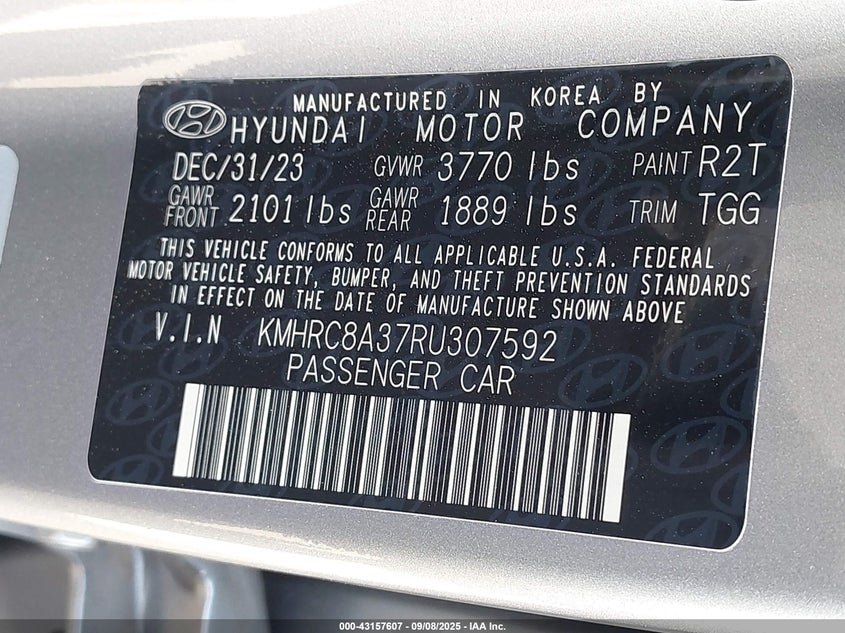 MANUFACTURED IN KOREA BY
HYUNDAI MOTOR COMPANY
DEC/31/23 GVWR 3770 lbs PAINT R2T
GAWR FRONT 2101 lbs GAWR REAR 1889 lbs TRIM TGG
THIS VEHICLE CONFORMS TO ALL APPLICABLE U.S.A. FEDERAL
MOTOR VEHICLE SAFETY, BUMPER, AND THEFT PREVENTION STANDARDS
IN EFFECT ON THE DATE OF MANUFACTURE SHOWN ABOVE
V.I.N KMHRC8A37RU307592
PASSENGER CAR
000-43157607 - 09/08/2025 - IAA Inc.